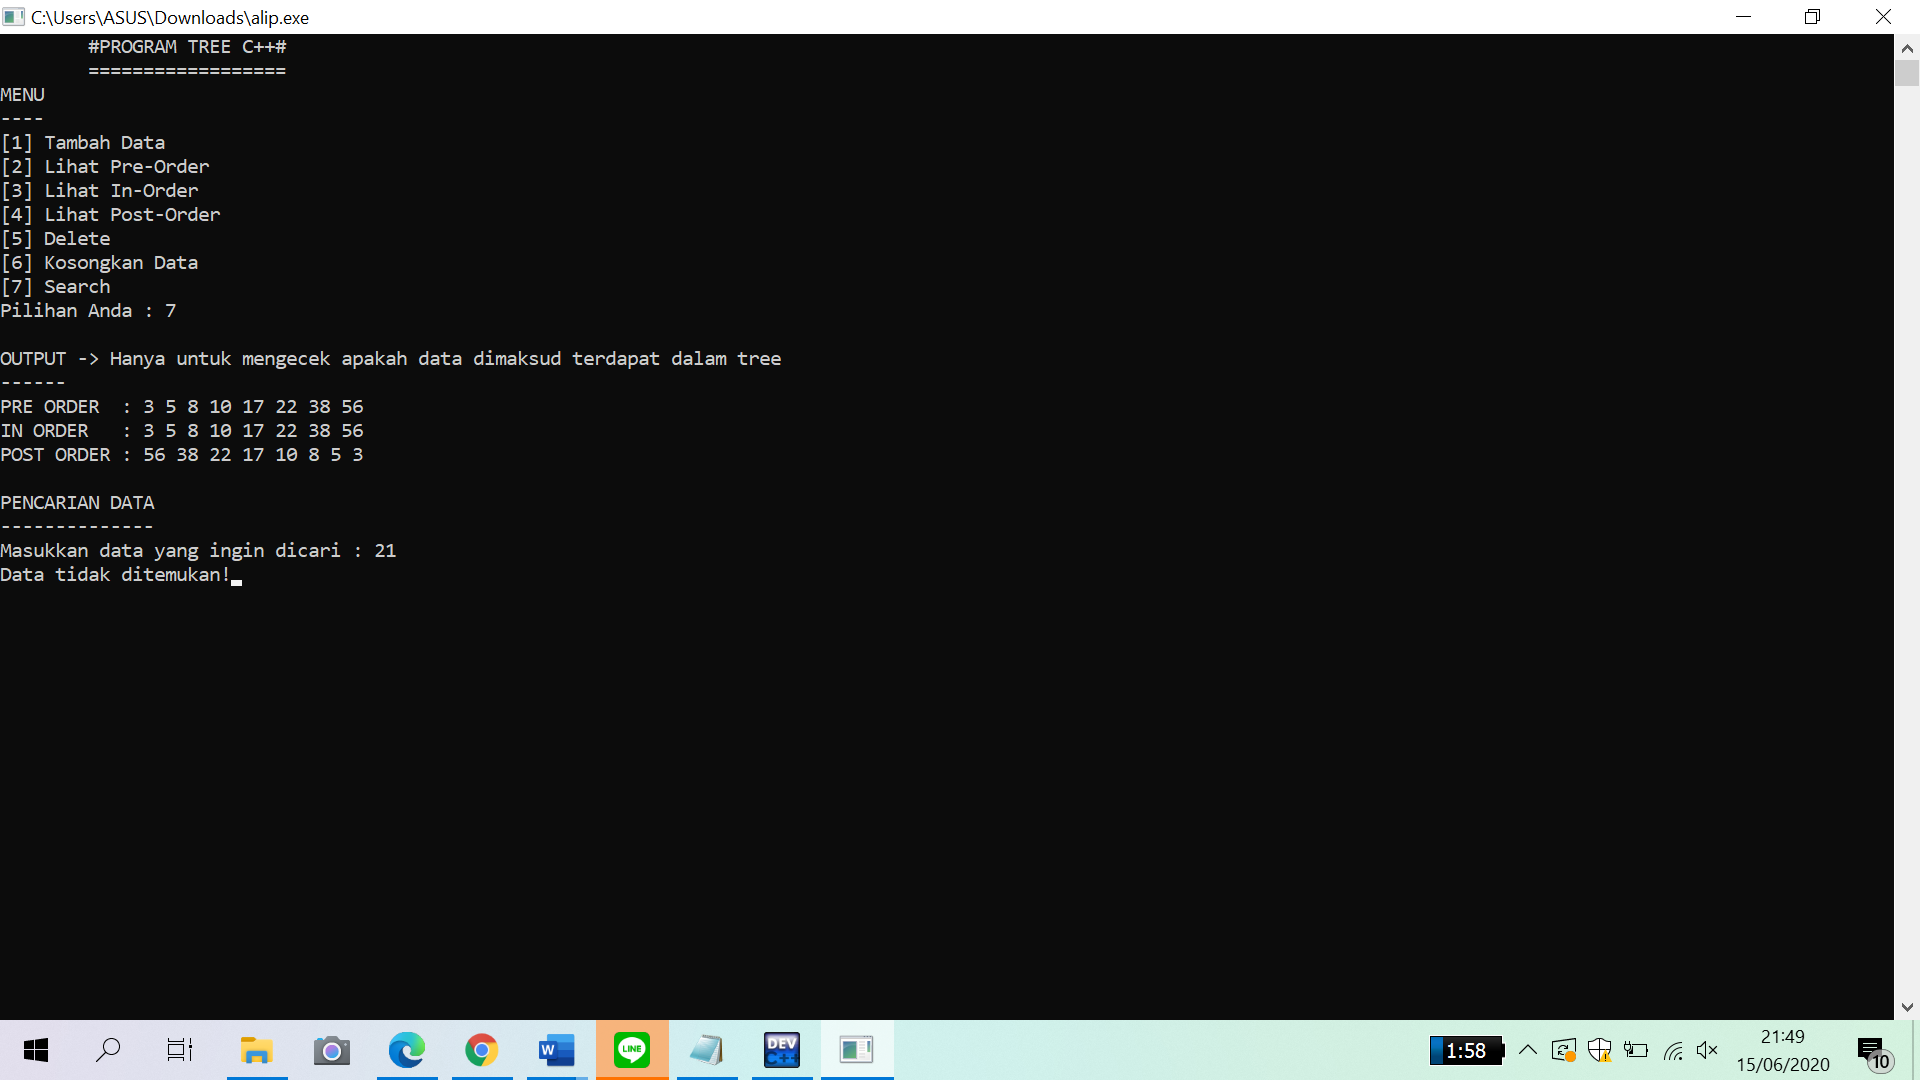 C:\Users\ASUS\Downloads\alip.exe
#PROGRAM TREE C++#
==================
MENU
----
[1] Tambah Data
[2] Lihat Pre-Order
[3] Lihat In-Order
[4] Lihat Post-Order
[5] Delete
[6] Kosongkan Data
[7] Search
Pilihan Anda : 7
OUTPUT -> Hanya untuk mengecek apakah data dimaksud terdapat dalam tree
------
PRE ORDER  : 3 5 8 10 17 22 38 56
IN ORDER   : 3 5 8 10 17 22 38 56
POST ORDER : 56 38 22 17 10 8 5 3
PENCARIAN DATA
--------------
Masukkan data yang ingin dicari : 21
Data tidak ditemukan!
W
LINE
DEV
C++
1:58
21:49
15/06/2020
10